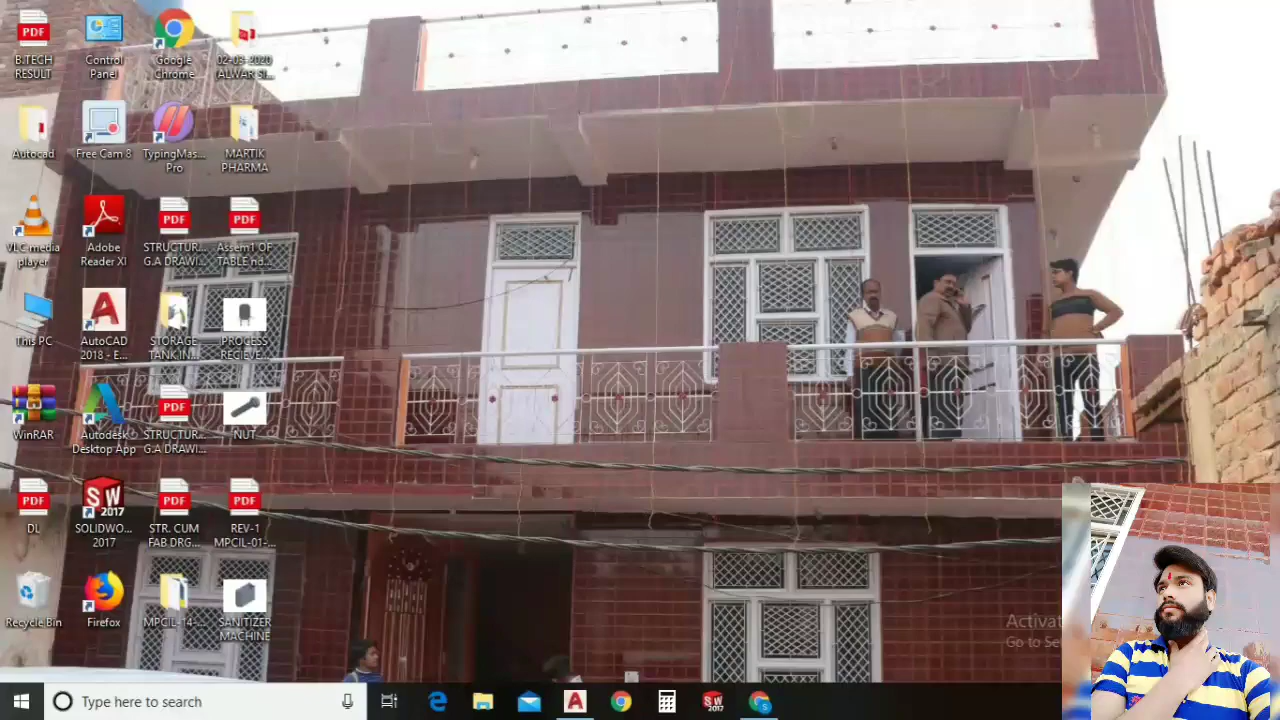 B.TECH
RESULT
Control
Panel
Google
Chrome
02-03-2020
ALWAR SI...
Autocad
Free Cam 8
TypingMas...
Pro
MARTIK
PHARMA
VLC media
player
Adobe
Reader XI
STRUCTUR...
G.A DRAWI...
Assem1 OF
TABLE nd...
This PC
AutoCAD
2018 - E...
STORAGE
TANK.IN...
PROCESS
RECIEVE...
WinRAR
Autodesk
Desktop App
STRUCTUR...
G.A DRAWI...
NUT
DL
SOLIDWO...
2017
STR. CUM
FAB.DRG...
REV-1
MPCIL-01-...
Recycle Bin
Firefox
MPCIL-14-...
SANITIZER
MACHINE
Activat
Go to Se
Type here to search